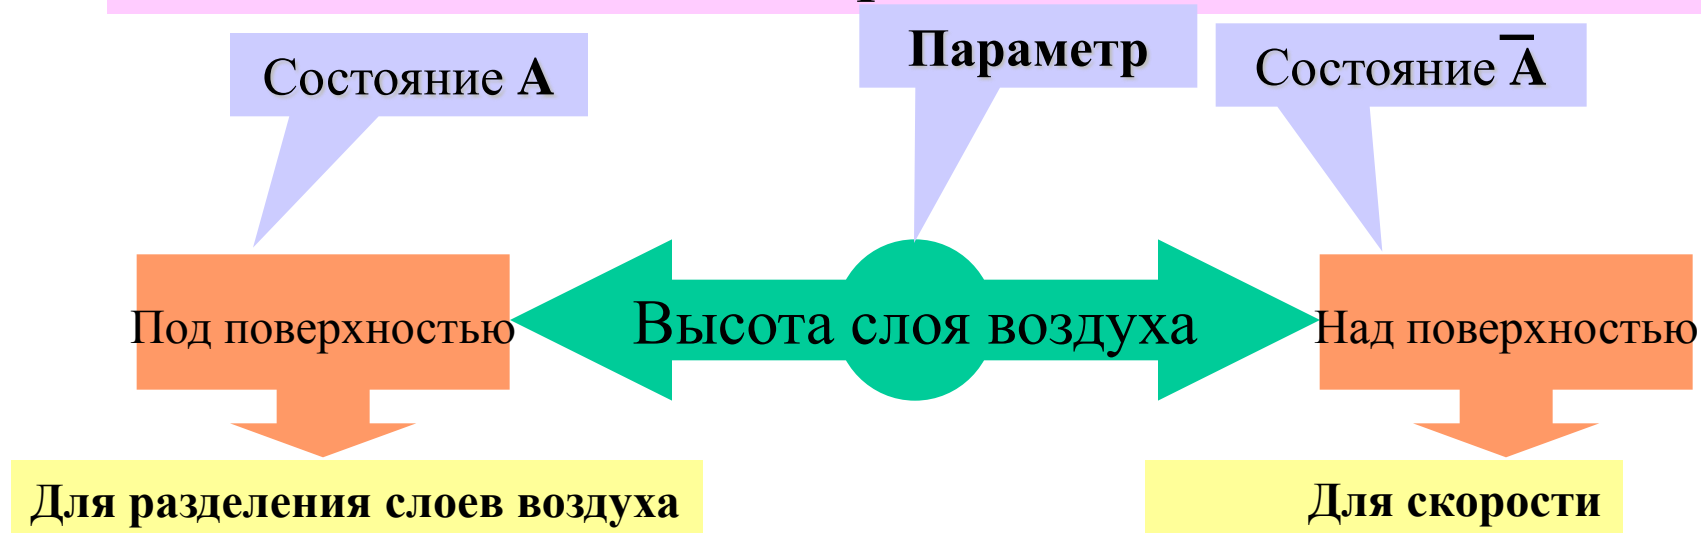 Состояние А
Параметр
Состояние A̅
Под поверхностью
Высота слоя воздуха
Над поверхностью
Для разделения слоев воздуха
Для скорости